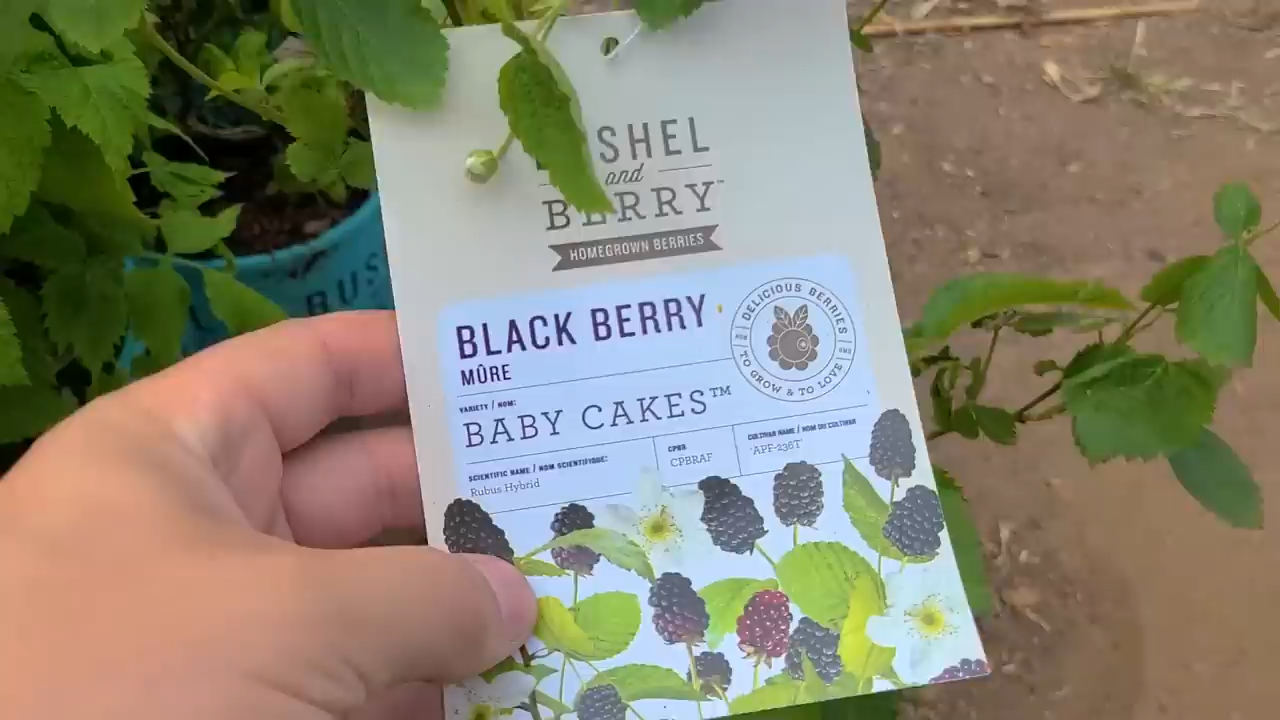 SHEL
and
BERRY™
HOMEGROWN BERRIES
BLACK BERRY
MÛRE
DELICIOUS BERRIES
TO GROW & TO LOVE
VARIETY / NOM:
BABY CAKES™
SCIENTIFIC NAME / NOM SCIENTIFIQUE:
Rubus Hybrid
CPBR
CPBRAF
CULTIVAR NAME / NOM DU CULTIVAR
'APF-236T'
BUS